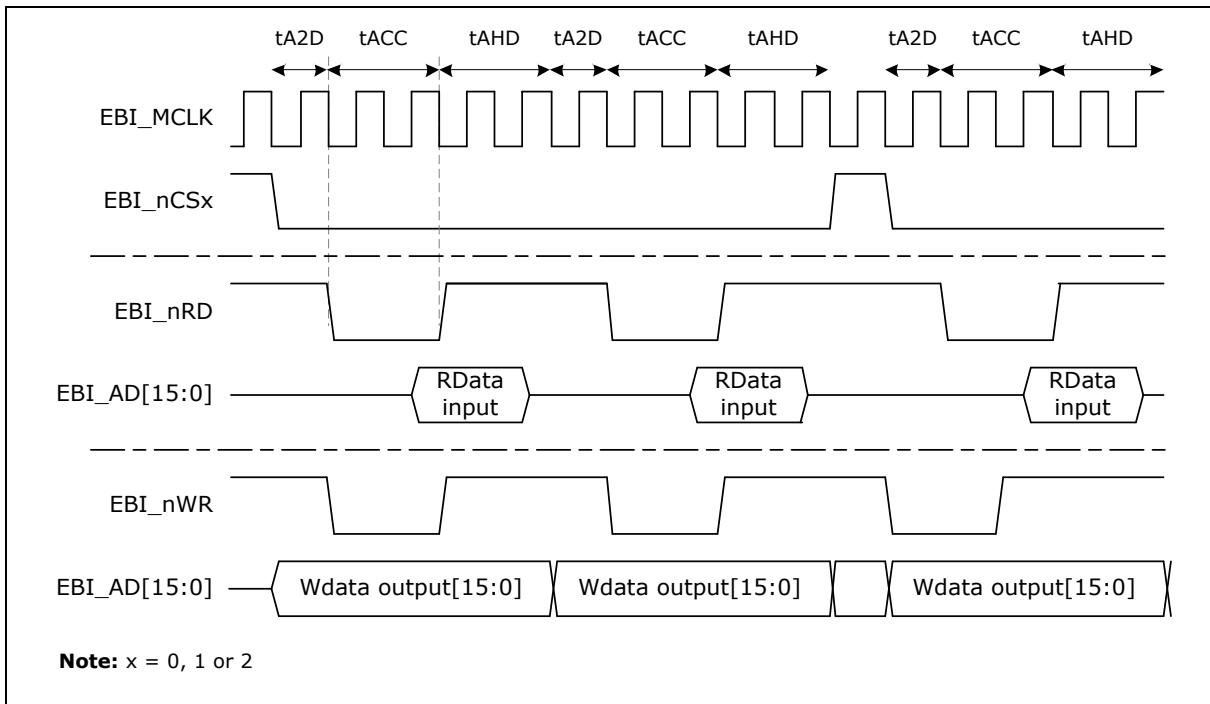 tA2D tACC tAHD tA2D tACC tAHD tA2D tACC tAHD
EBI_MCLK
EBI_nCSx
EBI_nRD
EBI_AD[15:0]
RData
input
RData
input
RData
input
EBI_nWR
EBI_AD[15:0] Wdata output[15:0] Wdata output[15:0] Wdata output[15:0]
Note: x = 0, 1 or 2